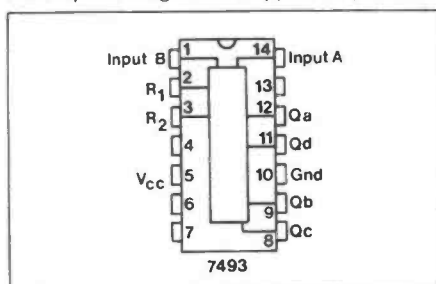 1 14
Input B Input A
2
R1 13
3 12
R2 Qa
11
4 Qd
VCC 5 10 Gnd
6 Qb
9
7 8 Qc
7493